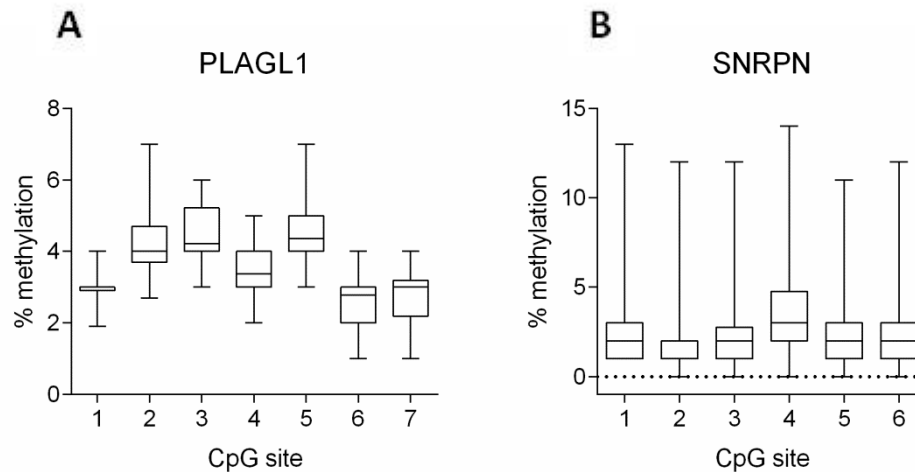 A
PLAGL1
% methylation
8
6
4
2
0
1 2 3 4 5 6 7
CpG site
B
SNRPN
% methylation
15
10
5
0
1 2 3 4 5 6
CpG site